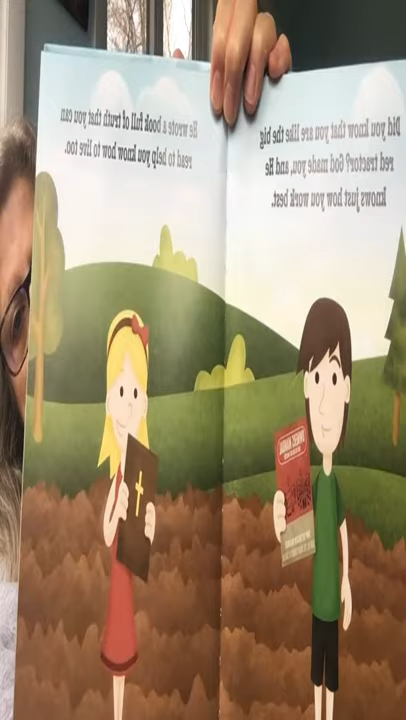 Did you know that you are like the big
red tractor? God made you, and He
knows just how you work best.
He wrote a book full of truth that you can
read to help you know how to live too.